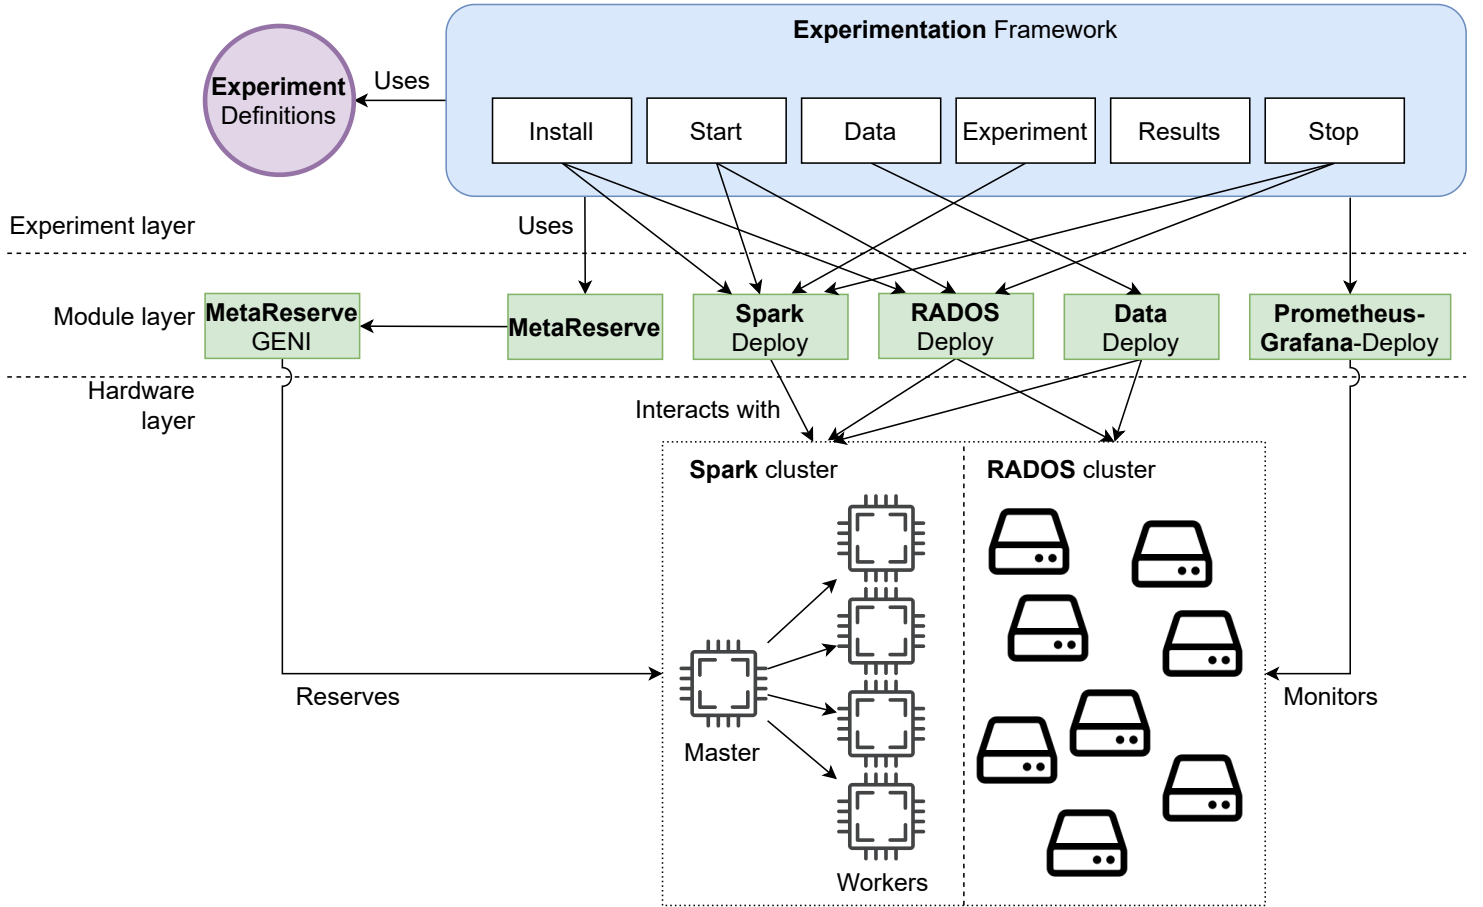 Experimentation Framework
Experiment
Definitions
Uses
Install
Start
Data
Experiment
Results
Stop
Experiment layer
Uses
Module layer
MetaReserve
GENI
MetaReserve
Spark
Deploy
RADOS
Deploy
Data
Deploy
Prometheus-
Grafana-Deploy
Hardware
layer
Interacts with
Spark cluster
RADOS cluster
Reserves
Master
Workers
Monitors